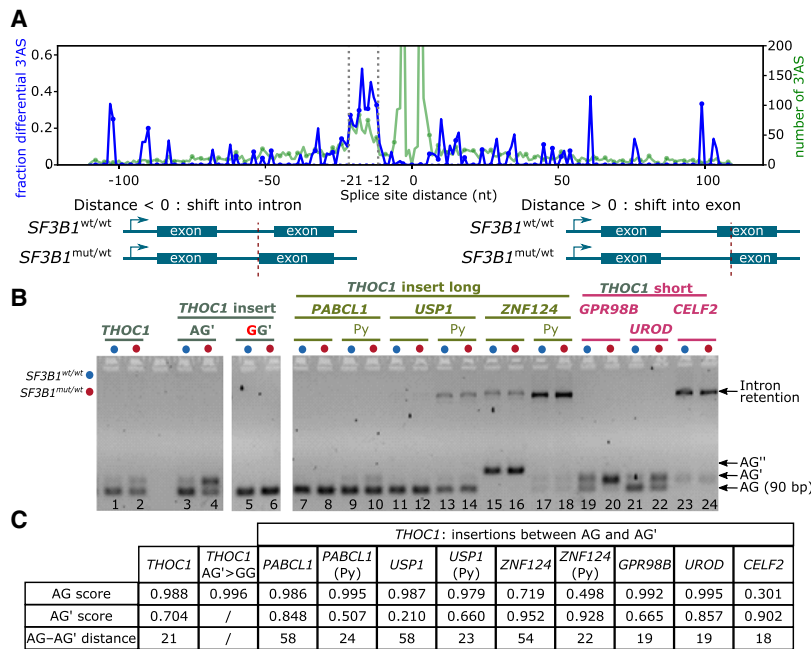 A
fraction differential 3'AS
0.6
0.4
0.2
0
200
150
100
50
0
number of 3'AS
-100 -50 -21 -12 0 50 100
Splice site distance (nt)
Distance < 0 : shift into intron
Distance > 0 : shift into exon
SF3B1wt/wt exon exon
SF3B1mut/wt exon exon
SF3B1wt/wt exon exon
SF3B1mut/wt exon exon
B
THOC1 insert long
THOC1 short
THOC1 insert
PABCL1 USP1 ZNF124
GPR98B CELF2
THOC1 AG' GG' Py Py Py UROD
SF3B1wt/wt
SF3B1mut/wt
Intron retention
AG''
AG'
AG (90 bp)
1 2 3 4 5 6 7 8 9 10 11 12 13 14 15 16 17 18 19 20 21 22 23 24
C
THOC1: insertions between AG and AG'
THOC1 THOC1 AG'>GG PABCL1 PABCL1 (Py) USP1 USP1 (Py) ZNF124 ZNF124 (Py) GPR98B UROD CELF2
AG score 0.988 0.996 0.986 0.995 0.987 0.979 0.719 0.498 0.992 0.995 0.301
AG' score 0.704 / 0.848 0.507 0.210 0.660 0.952 0.928 0.665 0.857 0.902
AG–AG' distance 21 / 58 24 58 23 54 22 19 19 18